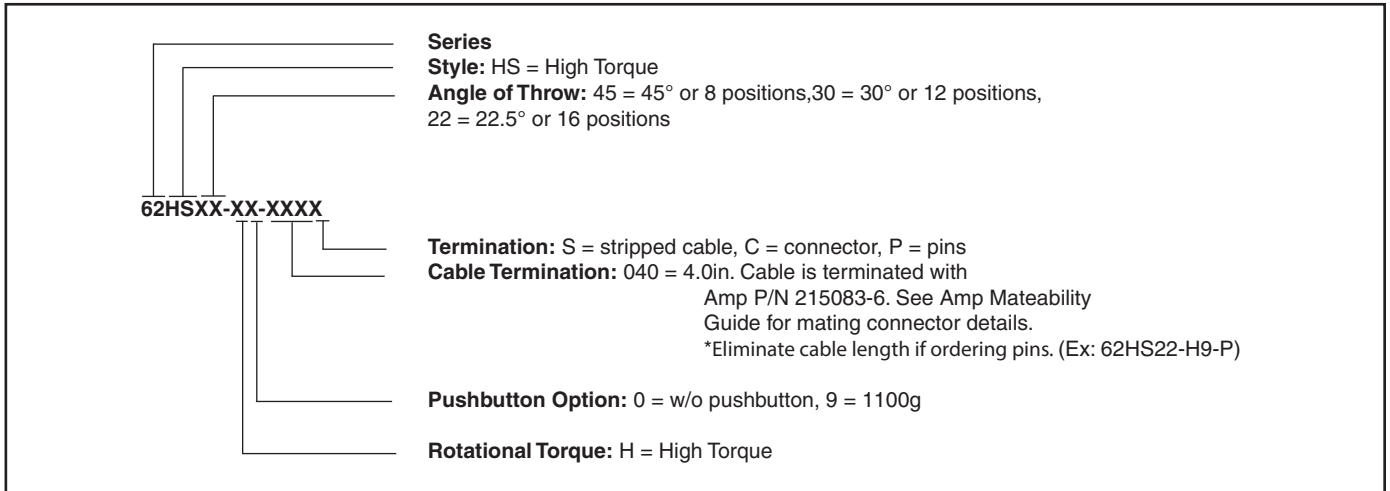 Series
Style: HS = High Torque
Angle of Throw: 45 = 45° or 8 positions,30 = 30° or 12 positions,
22 = 22.5° or 16 positions
62HSXX-XX-XXXX
Termination: S = stripped cable, C = connector, P = pins
Cable Termination: 040 = 4.0in. Cable is terminated with
Amp P/N 215083-6. See Amp Mateability
Guide for mating connector details.
*Eliminate cable length if ordering pins. (Ex: 62HS22-H9-P)
Pushbutton Option: 0 = w/o pushbutton, 9 = 1100g
Rotational Torque: H = High Torque